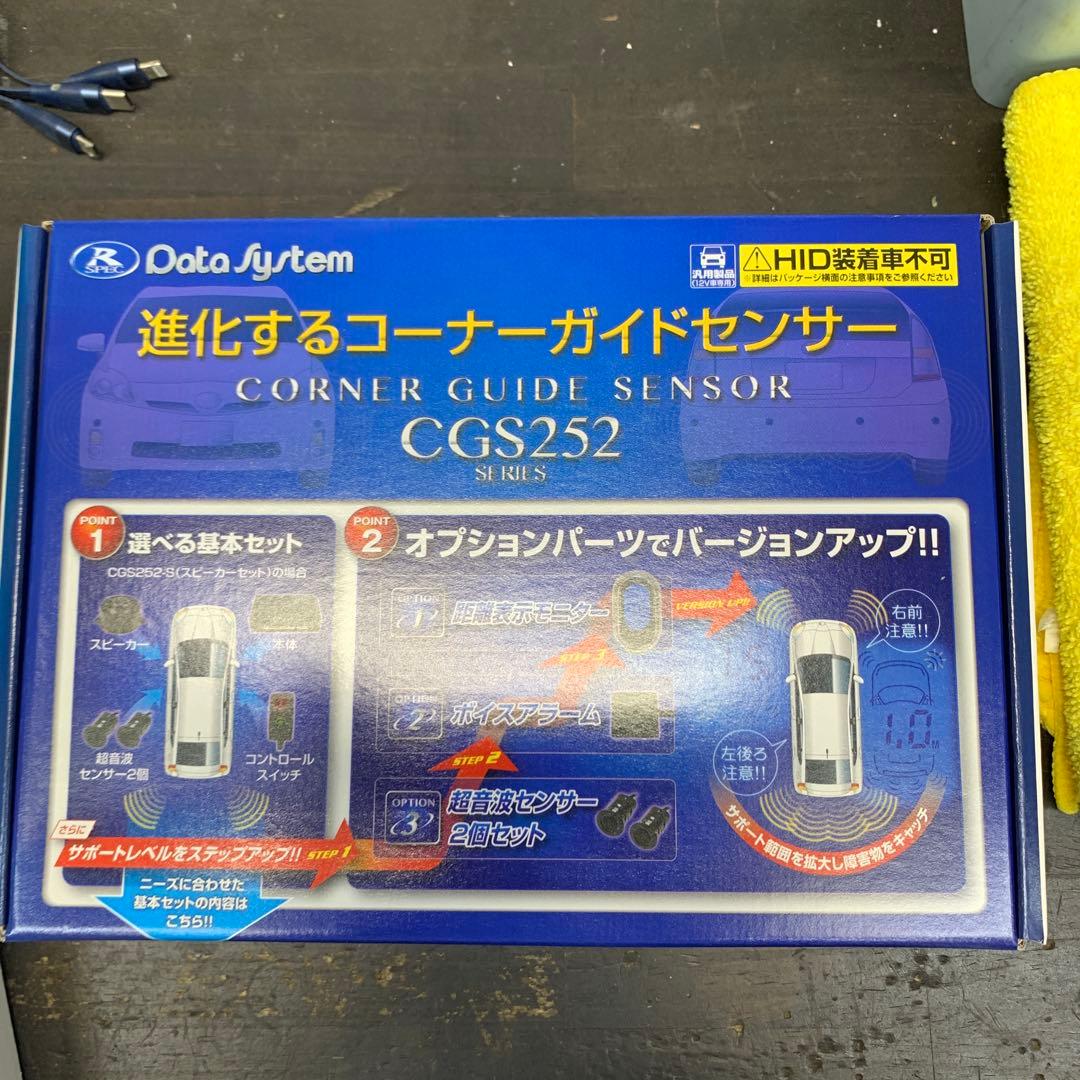 R SPEC Data System
汎用製品
(12V車専用)
HID装着車不可
※詳細はパッケージ横面の注意事項をご参照ください
進化するコーナーガイドセンサー
CORNER GUIDE SENSOR
CGS252
SERIES
POINT 1 選べる基本セット
CGS252-S(スピーカーセット)の場合
スピーカー
本体
超音波
センサー2個
コントロール
スイッチ
さらに
サポートレベルをステップアップ!! STEP 1
ニーズに合わせた
基本セットの内容は
こちら!!
POINT 2 オプションパーツでバージョンアップ!!
OPTION 1 距離表示モニター
VERSION UP!!
STEP 3
OPTION 2 ボイスアラーム
STEP 2
OPTION 3 超音波センサー
2個セット
右前
注意!!
左後ろ
注意!!
1.0M
サポート範囲を拡大し障害物をキャッチ